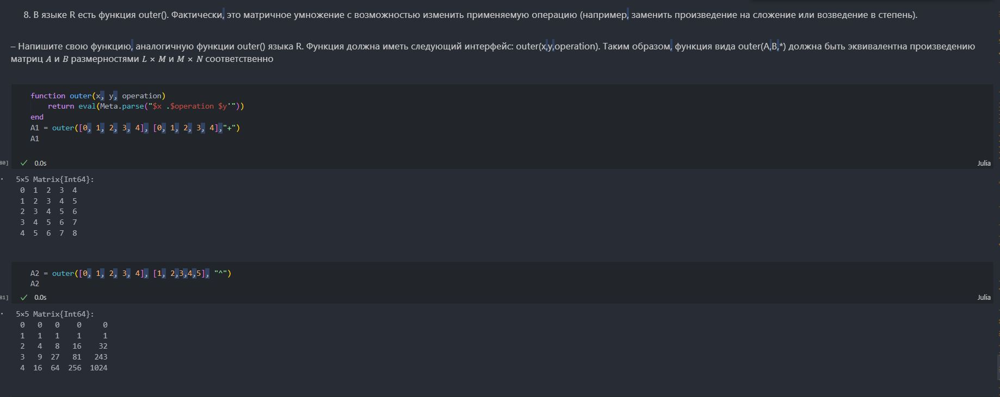 8. В языке R есть функция outer(). Фактически, это матричное умножение с возможностью изменить применяемую операцию (например, заменить произведение на сложение или возведение в степень).
– Напишите свою функцию, аналогичную функции outer() языка R. Функция должна иметь следующий интерфейс: outer(x,y,operation). Таким образом, функция вида outer(A,B,*) должна быть эквивалентна произведению
матриц A и B размерностями L × M и M × N соответственно
function outer(x, y, operation)
return eval(Meta.parse("$x .$operation $y'"))
end
A1 = outer([0, 1, 2, 3, 4], [0, 1, 2, 3, 4],"+")
A1
80] ✓ 0.0s Julia
5×5 Matrix{Int64}:
0 1 2 3 4
1 2 3 4 5
2 3 4 5 6
3 4 5 6 7
4 5 6 7 8
A2 = outer([0, 1, 2, 3, 4], [1, 2,3,4,5], "^")
A2
81] ✓ 0.0s Julia
5×5 Matrix{Int64}:
0 0 0 0 0
1 1 1 1 1
2 4 8 16 32
3 9 27 81 243
4 16 64 256 1024